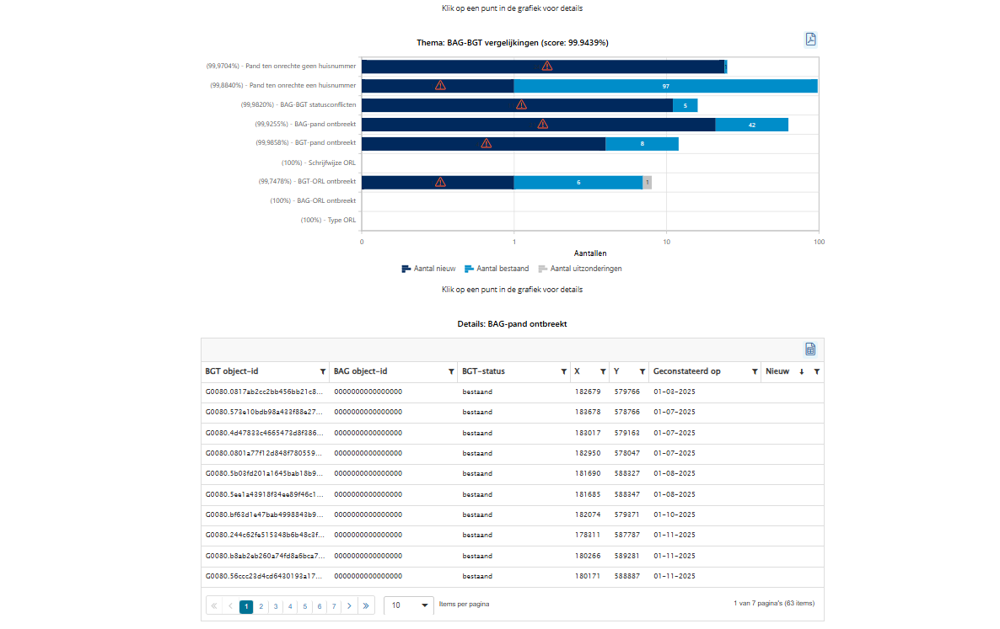 Klik op een punt in de grafiek voor details
Thema: BAG-BGT vergelijkingen (score: 99.9439%)
(99,9704%) - Pand ten onrechte geen huisnummer
(99,8840%) - Pand ten onrechte een huisnummer
97
(99,9820%) - BAG-BGT statusconflicten
5
(99,9255%) - BAG-pand ontbreekt
42
(99,9858%) - BGT-pand ontbreekt
8
(100%) - Schrijfwijze ORL
(99,7478%) - BGT-ORL ontbreekt
6 1
(100%) - BAG-ORL ontbreekt
(100%) - Type ORL
0 1 10 100
Aantallen
Aantal nieuw Aantal bestaand Aantal uitzonderingen
Klik op een punt in de grafiek voor details
Details: BAG-pand ontbreekt
BGT object-id BAG object-id BGT-status X Y Geconstateerd op Nieuw
G0080.0817ab2cc2bb456bb21c8... 0000000000000000 bestaand 182679 579766 01-03-2025
G0080.573e10bdb98a433f88e27... 0000000000000000 bestaand 183678 578766 01-07-2025
G0080.4d47833c4665473d8f386... 0000000000000000 bestaand 183017 579163 01-07-2025
G0080.0801a77f12d848f780559... 0000000000000000 bestaand 182950 578047 01-07-2025
G0080.5b03fd201a1645bab18b9... 0000000000000000 bestaand 181690 588327 01-08-2025
G0080.5ee1a43918f34ee89f46c1... 0000000000000000 bestaand 181685 588347 01-08-2025
G0080.bf63d1e47bab4998843b9... 0000000000000000 bestaand 182074 579371 01-10-2025
G0080.244c62fe515348b6b48c3f... 0000000000000000 bestaand 178311 587787 01-11-2025
G0080.b8ab2eb260a74fd8a6bca7... 0000000000000000 bestaand 180266 589281 01-11-2025
G0080.56ccc23d4cd6430193a17... 0000000000000000 bestaand 180171 588887 01-11-2025
1 2 3 4 5 6 7 10 Items per pagina 1 van 7 pagina's (63 items)